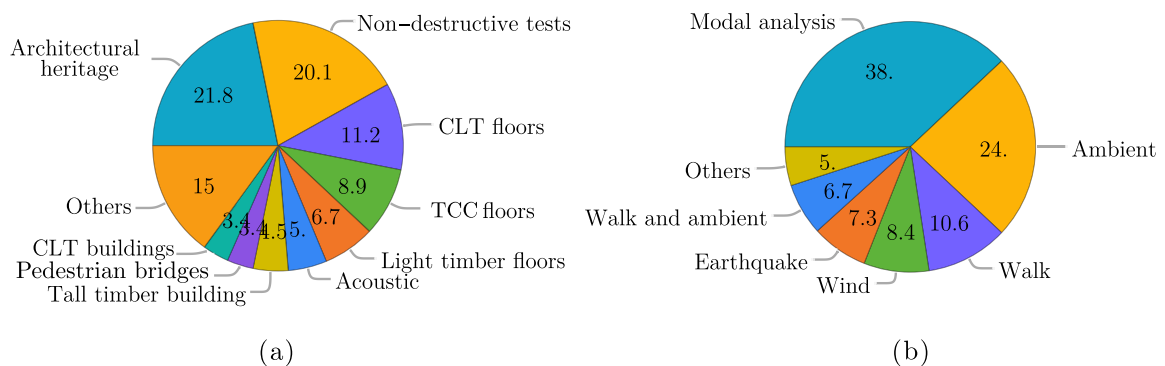 Non-destructive tests
Architectural
heritage
20.1
21.8
11.2
CLT floors
8.9
TCC floors
15
6.7
Light timber floors
5.
Acoustic
4.5
Tall timber building
3.4
Pedestrian bridges
3.4
CLT buildings
Others
(a)
Modal analysis
38.
24.
Ambient
Others
5.
Walk and ambient
6.7
Earthquake
7.3
Wind
8.4
10.6
Walk
(b)